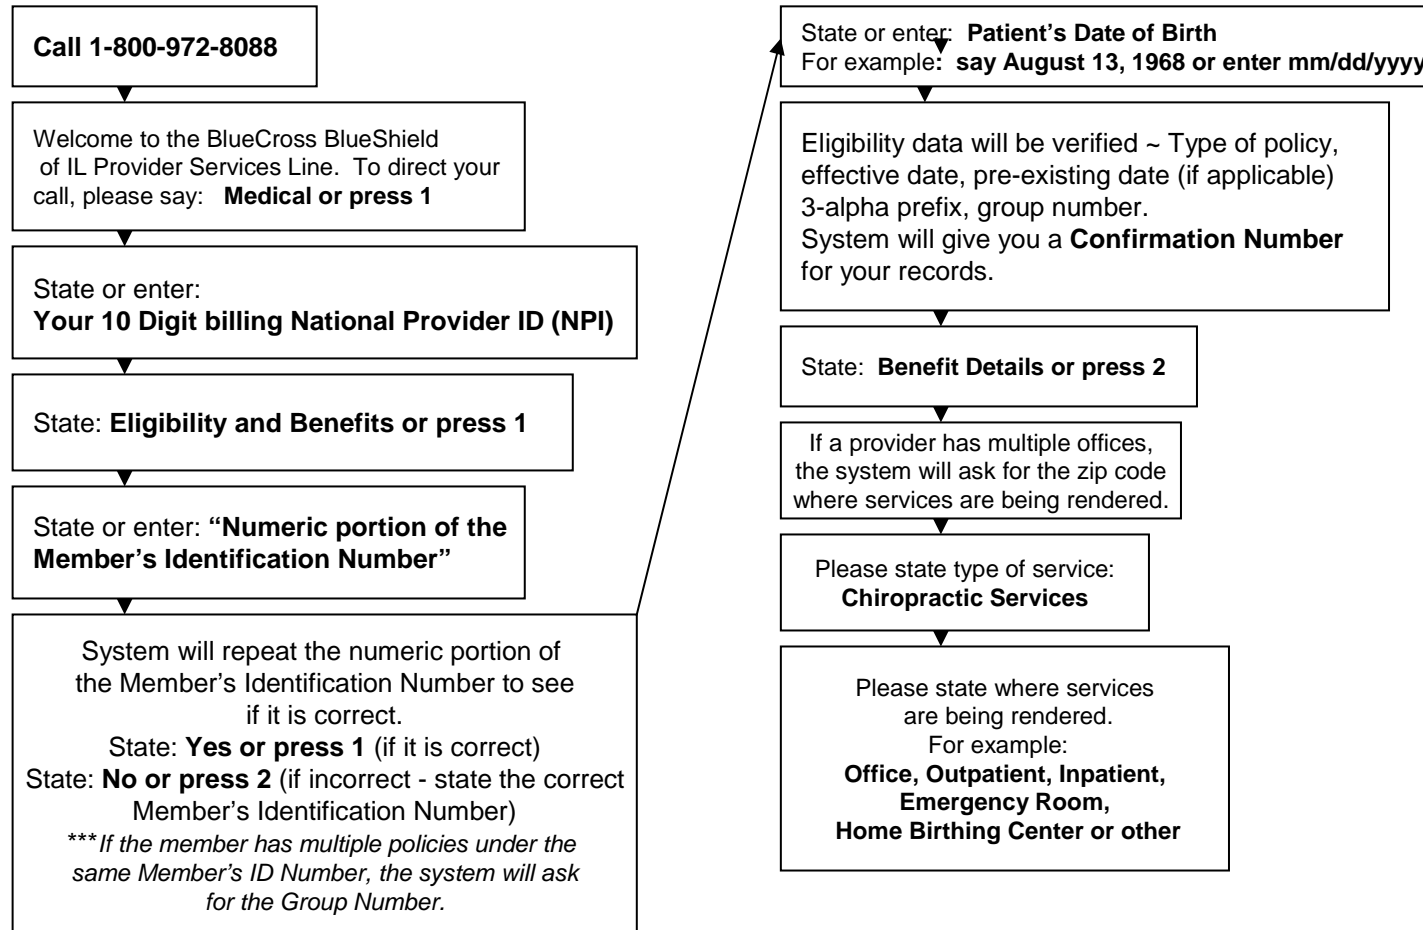 Call 1-800-972-8088
Welcome to the BlueCross BlueShield
of IL Provider Services Line. To direct your
call, please say: Medical or press 1
State or enter:
Your 10 Digit billing National Provider ID (NPI)
State: Eligibility and Benefits or press 1
State or enter: “Numeric portion of the
Member’s Identification Number”
System will repeat the numeric portion of
the Member’s Identification Number to see
if it is correct.
State: Yes or press 1 (if it is correct)
State: No or press 2 (if incorrect - state the correct
Member’s Identification Number)
***If the member has multiple policies under the
same Member’s ID Number, the system will ask
for the Group Number.
State or enter: Patient’s Date of Birth
For example: say August 13, 1968 or enter mm/dd/yyyy
Eligibility data will be verified ~ Type of policy,
effective date, pre-existing date (if applicable)
3-alpha prefix, group number.
System will give you a Confirmation Number
for your records.
State: Benefit Details or press 2
If a provider has multiple offices,
the system will ask for the zip code
where services are being rendered.
Please state type of service:
Chiropractic Services
Please state where services
are being rendered.
For example:
Office, Outpatient, Inpatient,
Emergency Room,
Home Birthing Center or other